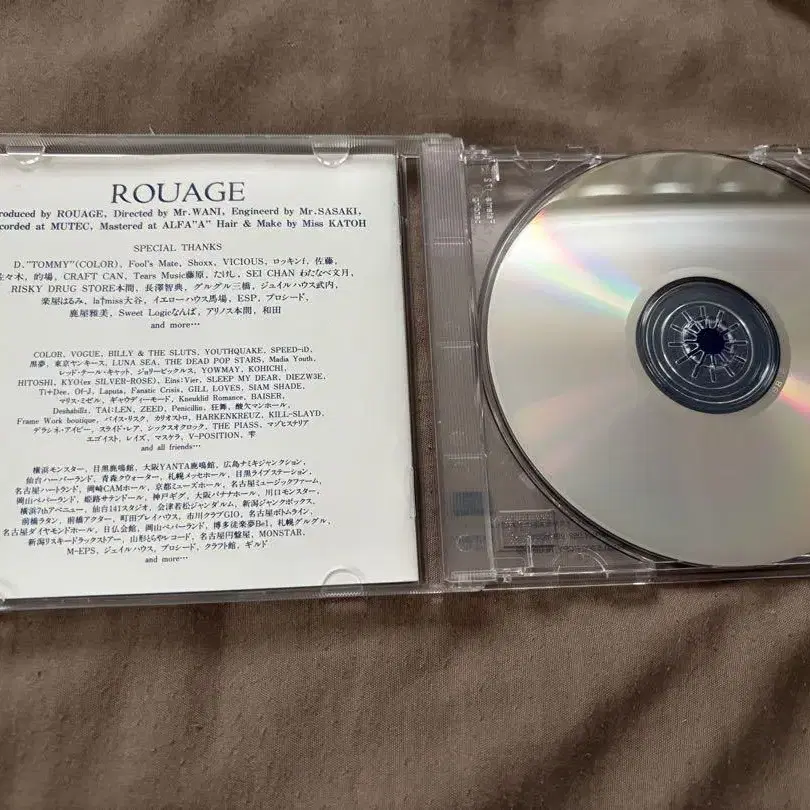 ROUAGE
roduced by ROUAGE, Directed by Mr.WANI, Engineerd by Mr.SASAKI,
corded at MUTEC, Mastered at ALFA"A" Hair & Make by Miss KATOH
SPECIAL THANKS
D."TOMMY"(COLOR), Fool's Mate, Shoxx, VICIOUS, ロッキンf, 佐藤,
佐々木, 的場, CRAFT CAN, Tears Music藤原, たけし, SEI CHAN わたなべ文月,
RISKY DRUG STORE本間, 長澤智典, グルグル三橋, ジェイルハウス武内,
楽屋はるみ, la†miss大谷, イエローハウス馬場, ESP, ブロシード,
鹿屋雅美, Sweet Logicなんば, アリノス本間, 和田
and more…
COLOR, VOGUE, BILLY & THE SLUTS, YOUTHQUAKE, SPEED-iD,
黒夢, 東京ヤンキース, LUNA SEA, THE DEAD POP STARS, Madia Youth,
レッド・テール・キャット, ジョリーピックルス, YOWMAY, KOHICHI,
HITOSHI, KYO(ex SILVER-ROSE), Eins:Vier, SLEEP MY DEAR, DIEZW3E,
Ti+Dee, Of-J, Laputa, Fanatic Crisis, GILL LOVES, SIAM SHADE,
マリス・ミゼル, ギャウディーモード, Kneuklid Romance, BAISER,
Deshabillz, TAI:LEN, ZEED, Penicillin, 狂舞, 酸欠マンホール,
Frame Work boutique, バイス・リスク, カリオストロ, HARKENKREUZ, KILL-SLAYD,
デラシネ・アイビー, スライド・レア, シックスオクロック, THE PIASS, マゾヒステリア
エゴイスト, レイズ, マスケラ, V-POSITION, 雫
and all friends…
横浜モンスター, 目黒鹿鳴館, 大阪YANTA鹿鳴館, 広島ナミキジャンクション,
仙台ハーバーランド, 青森クウォーター, 札幌メッセホール, 目黒ライブステーション,
名古屋ハートランド, 岡崎CAMホール, 京都ミューズホール, 名古屋ミュージックファーム,
岡山ペパーランド, 姫路サテンドール, 神戸ギグ, 大阪バナナホール, 川口モンスター,
横浜7thアベニュー, 仙台141スタジオ, 会津若松ジャンダルム, 新潟ジャンクボックス,
前橋ラタン, 前橋アクター, 町田プレイハウス, 市川クラブGIO, 名古屋ボトムライン,
名古屋ダイヤモンドホール, 日仏会館, 岡山ペパーランド, 博多徒楽夢Be1, 札幌グルグル,
新潟リスキードラックストアー, 山形とらやレコード, 名古屋円盤屋, MONSTAR,
M-EPS, ジェイルハウス, ブロシード, クラフト館, ギルド
and more…